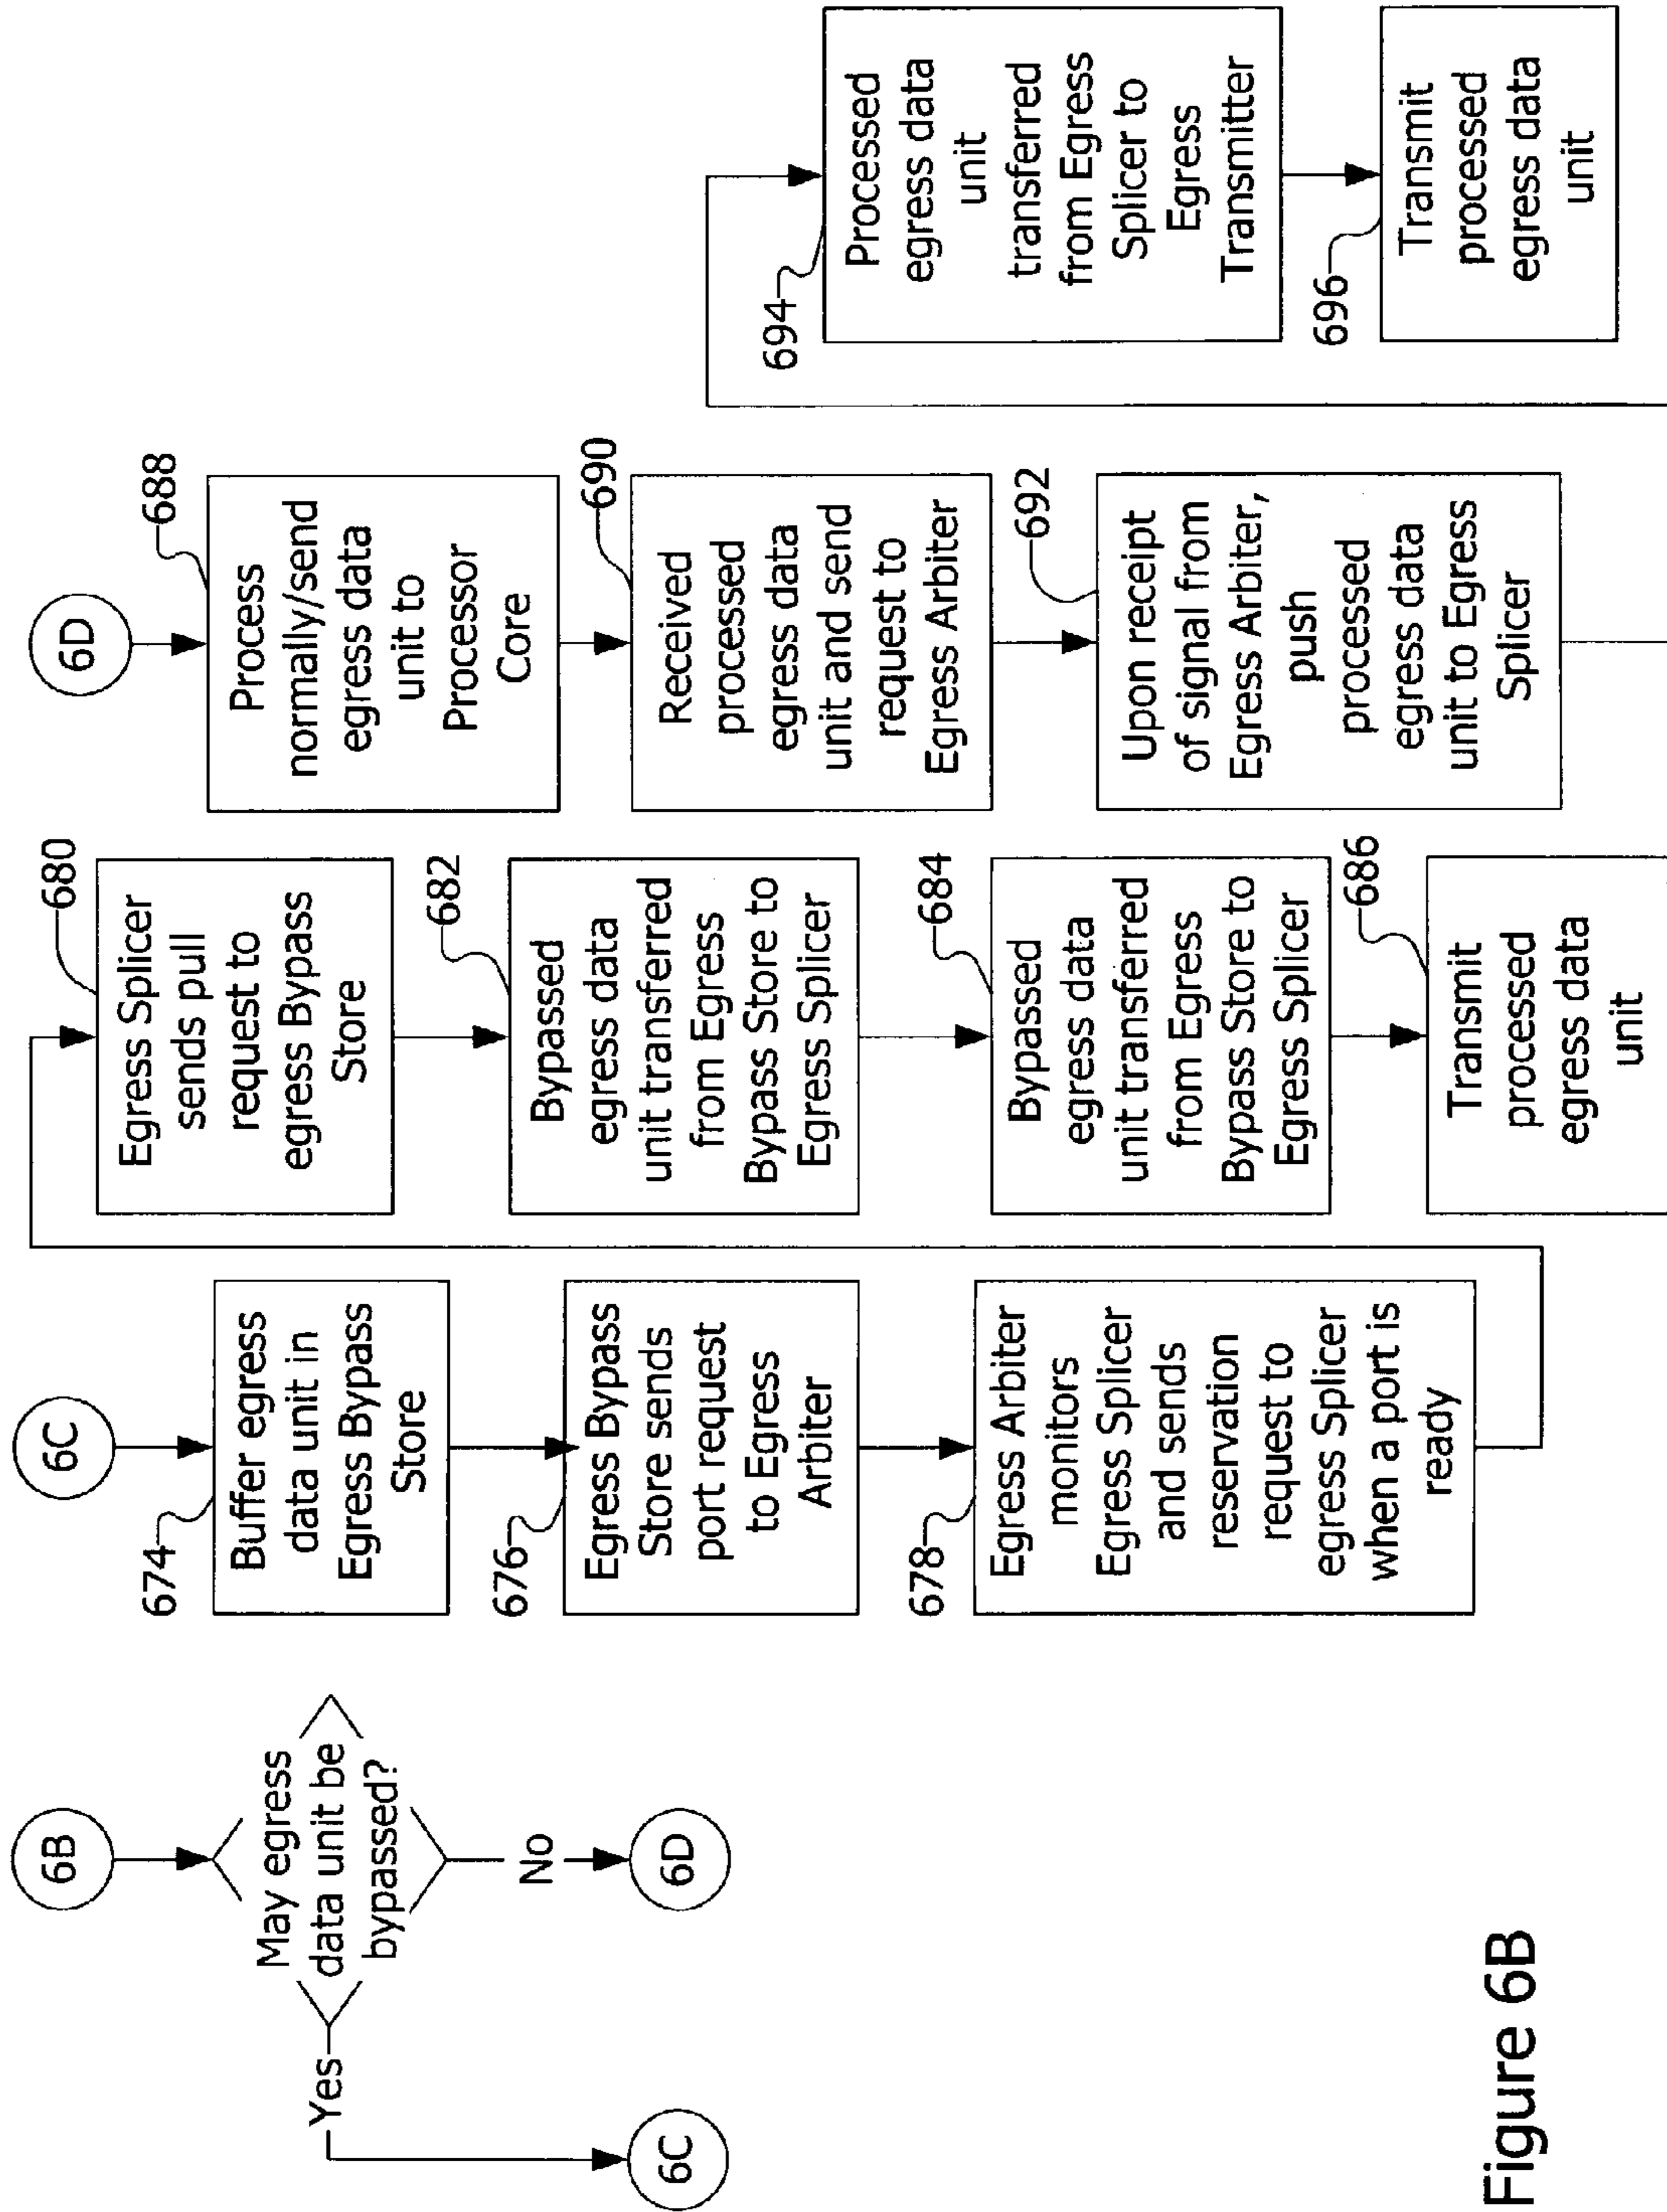 6B
May egress
data unit be
bypassed?
Yes
No
6C
6D
6C
674
Buffer egress
data unit in
Egress Bypass
Store
676
Egress Bypass
Store sends
port request
to Egress
Arbiter
678
Egress Arbiter
monitors
Egress Splicer
and sends
reservation
request to
egress Splicer
when a port is
ready
680
Egress Splicer
sends pull
request to
egress Bypass
Store
682
Bypassed
egress data
unit transferred
from Egress
Bypass Store to
Egress Splicer
684
Bypassed
egress data
unit transferred
from Egress
Bypass Store to
Egress Splicer
686
Transmit
processed
egress data
unit
6D
688
Process
normally/send
egress data
unit to
Processor
Core
690
Received
processed
egress data
unit and send
request to
Egress Arbiter
692
Upon receipt
of signal from
Egress Arbiter,
push
processed
egress data
unit to Egress
Splicer
694
Processed
egress data
unit
transferred
from Egress
Splicer to
Egress
Transmitter
696
Transmit
processed
egress data
unit
Figure 6B